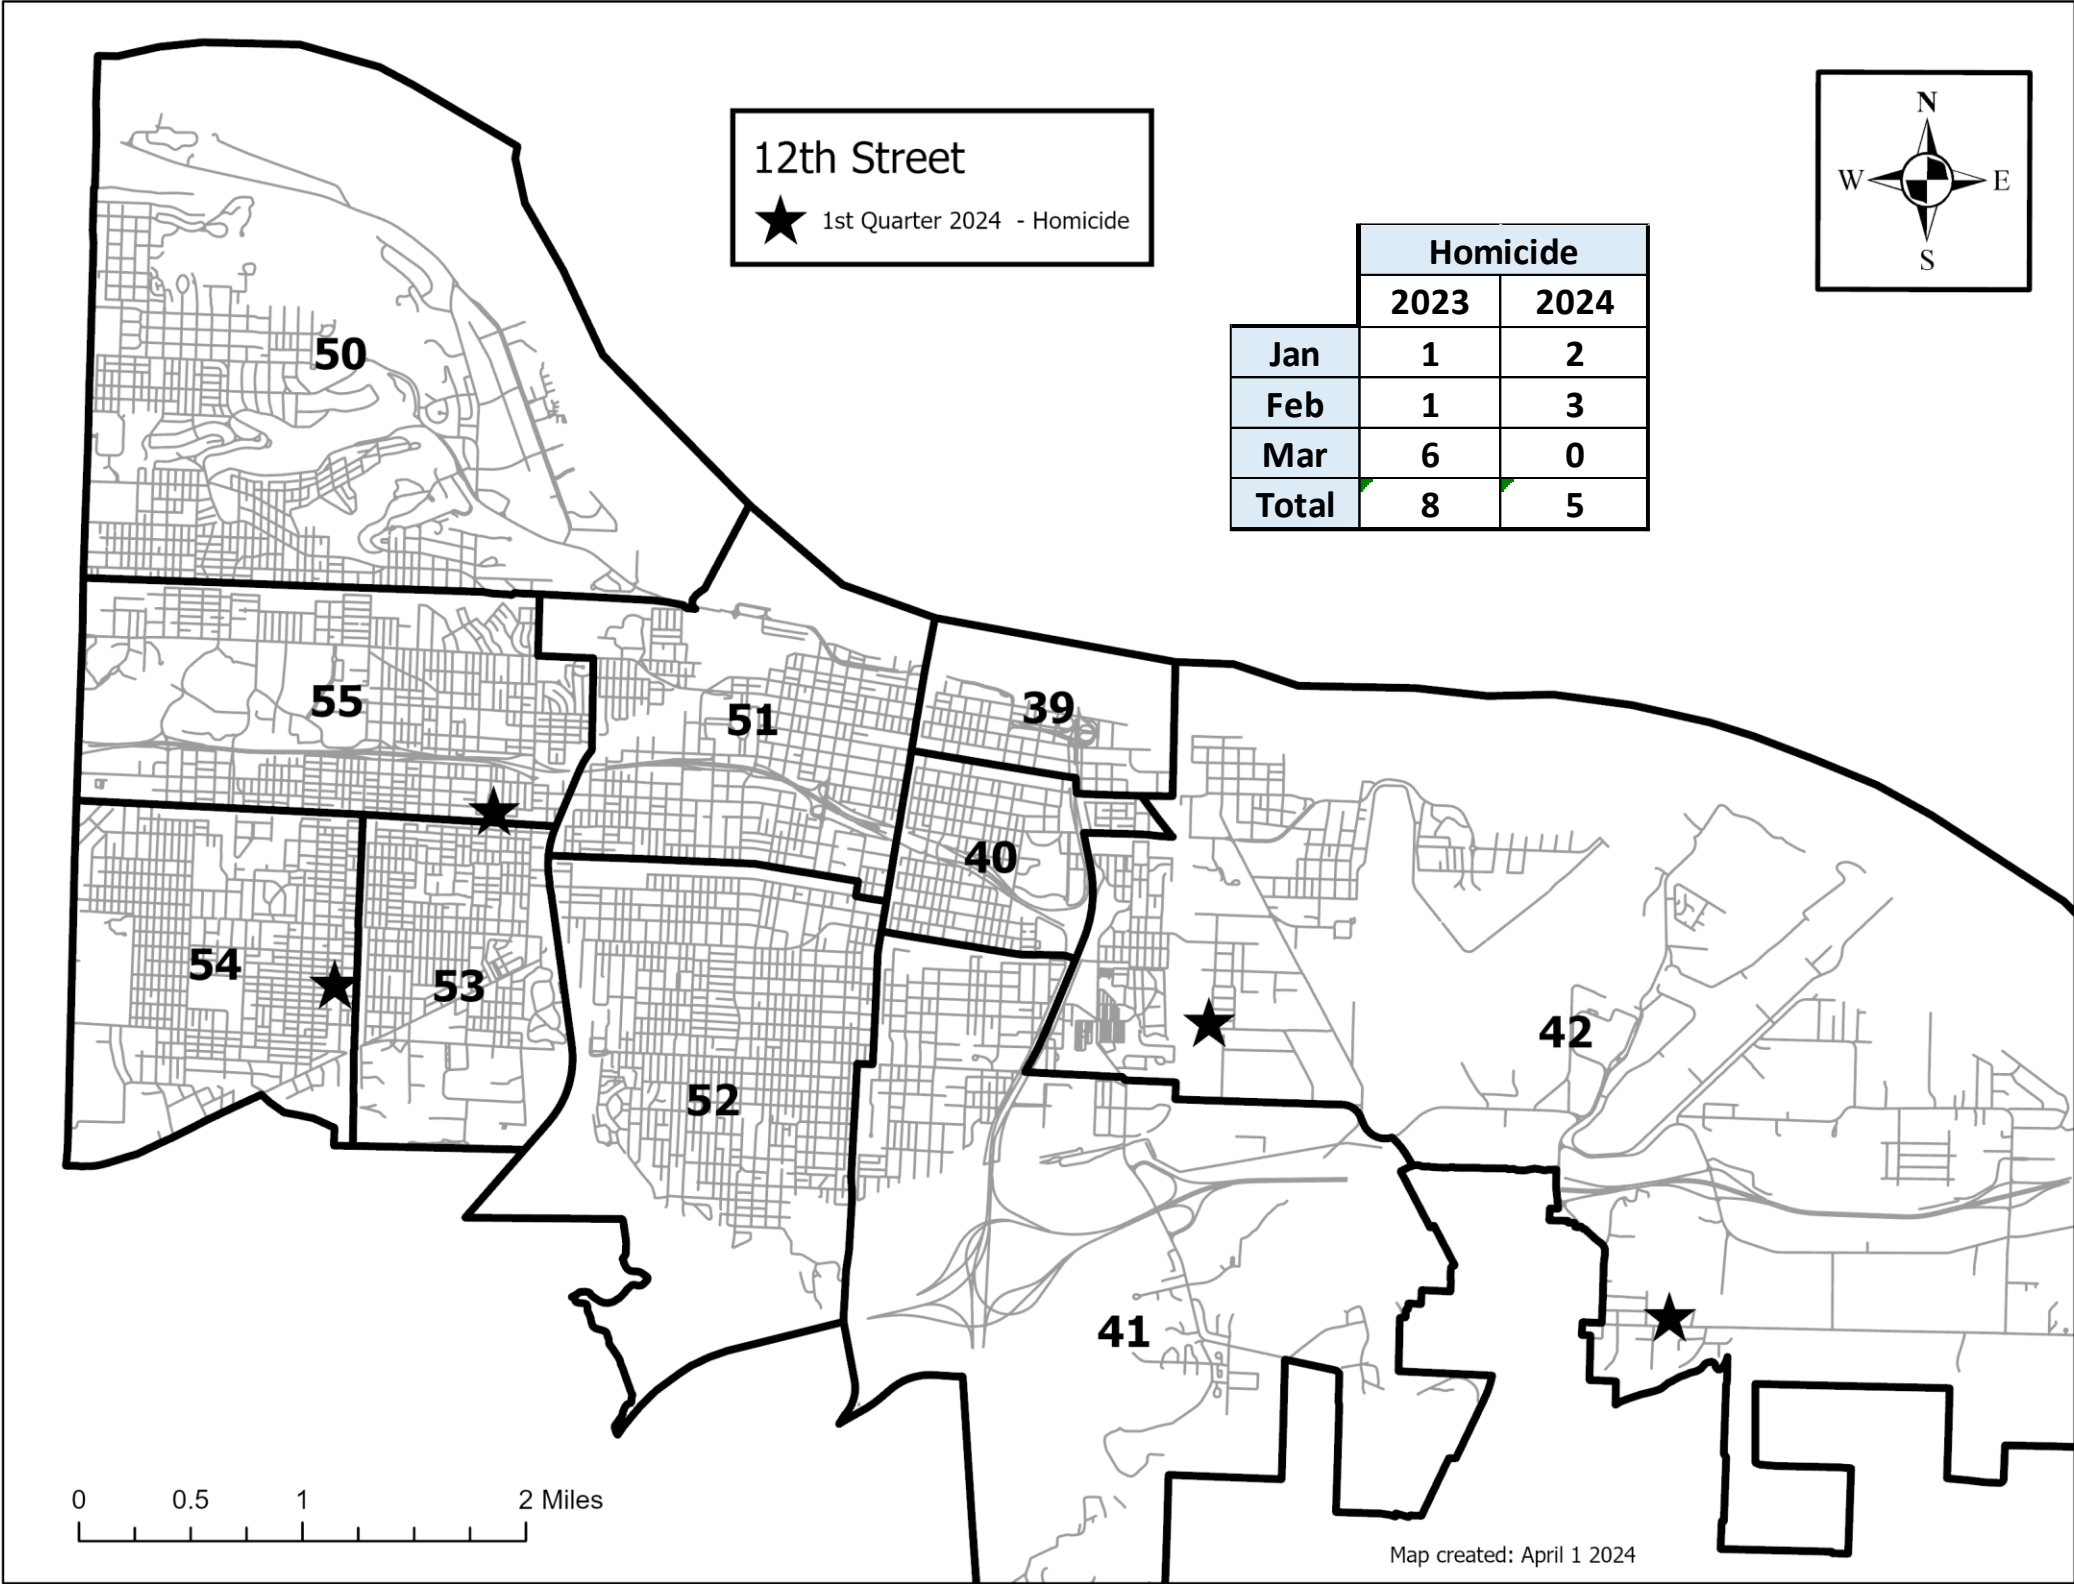 12th Street
1st Quarter 2024 - Homicide
N
W E
S
Homicide
2023 2024
Jan 1 2
Feb 1 3
Mar 6 0
Total 8 5
50
55
51
39
40
54
53
52
42
41
0 0.5 1 2 Miles
Map created: April 1 2024